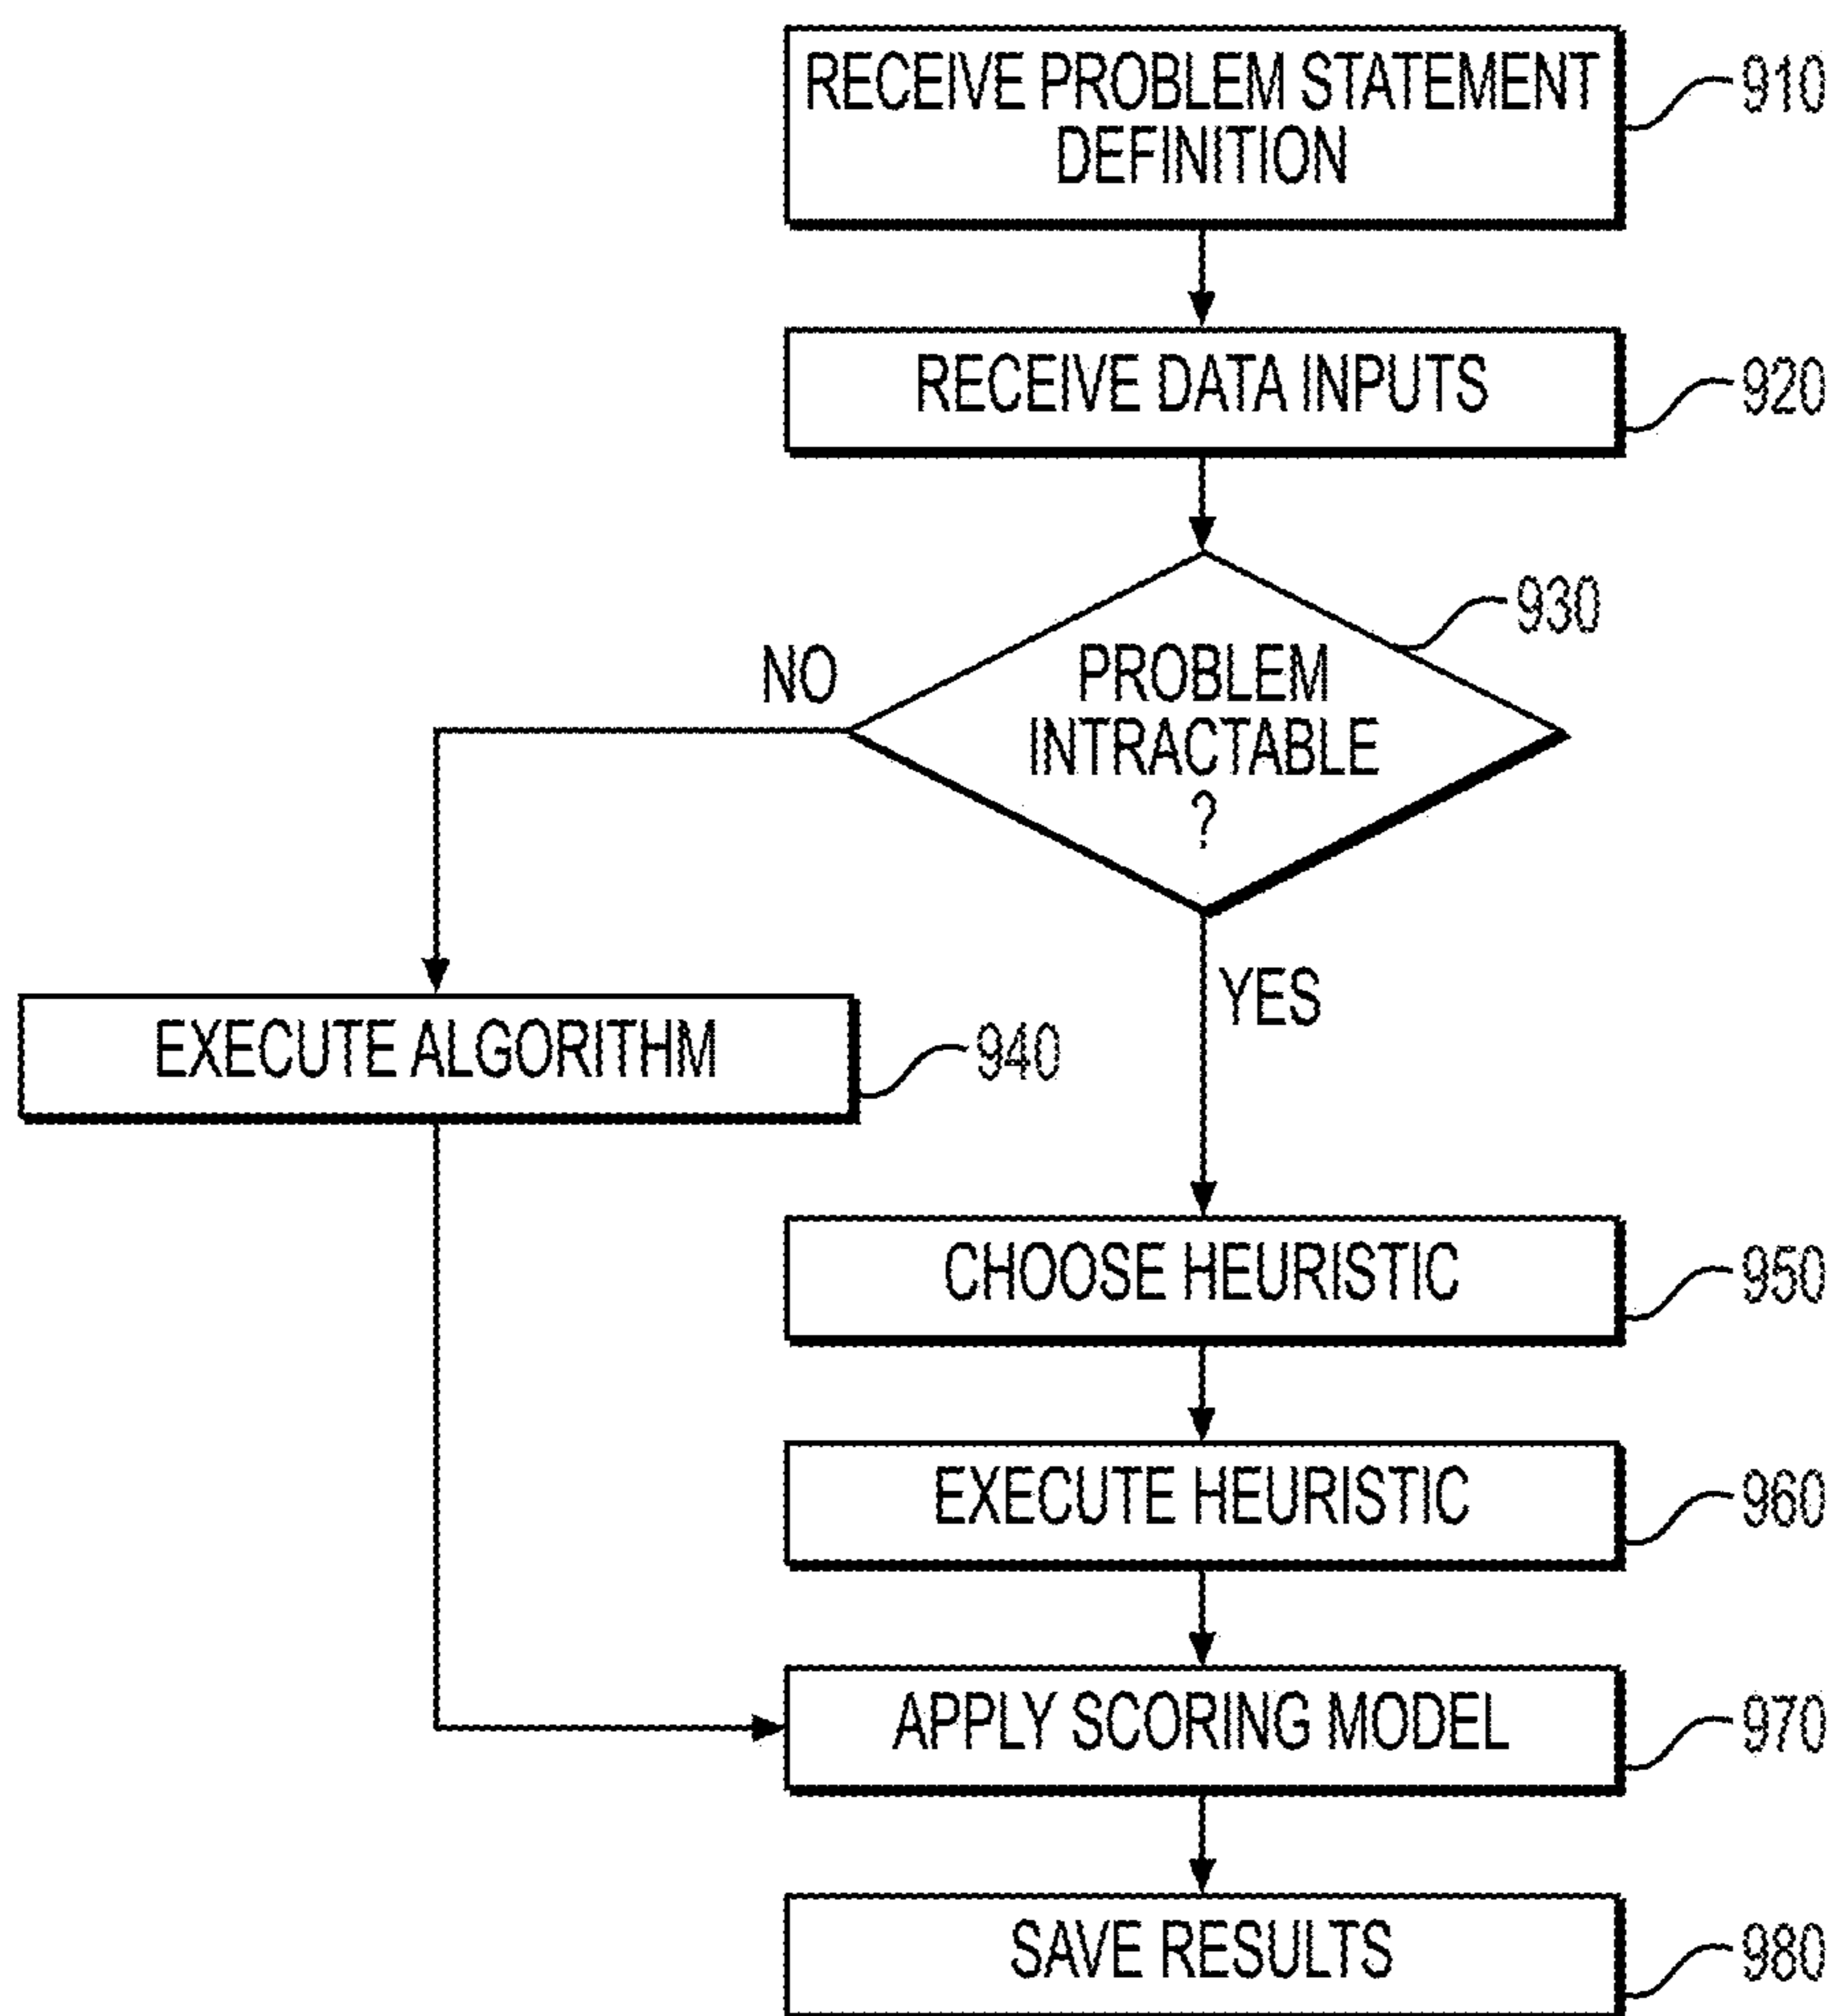 RECEIVE PROBLEM STATEMENT
DEFINITION
910
RECEIVE DATA INPUTS
920
930
NO
PROBLEM
INTRACTABLE
?
YES
EXECUTE ALGORITHM
940
CHOOSE HEURISTIC
950
EXECUTE HEURISTIC
960
APPLY SCORING MODEL
970
SAVE RESULTS
980